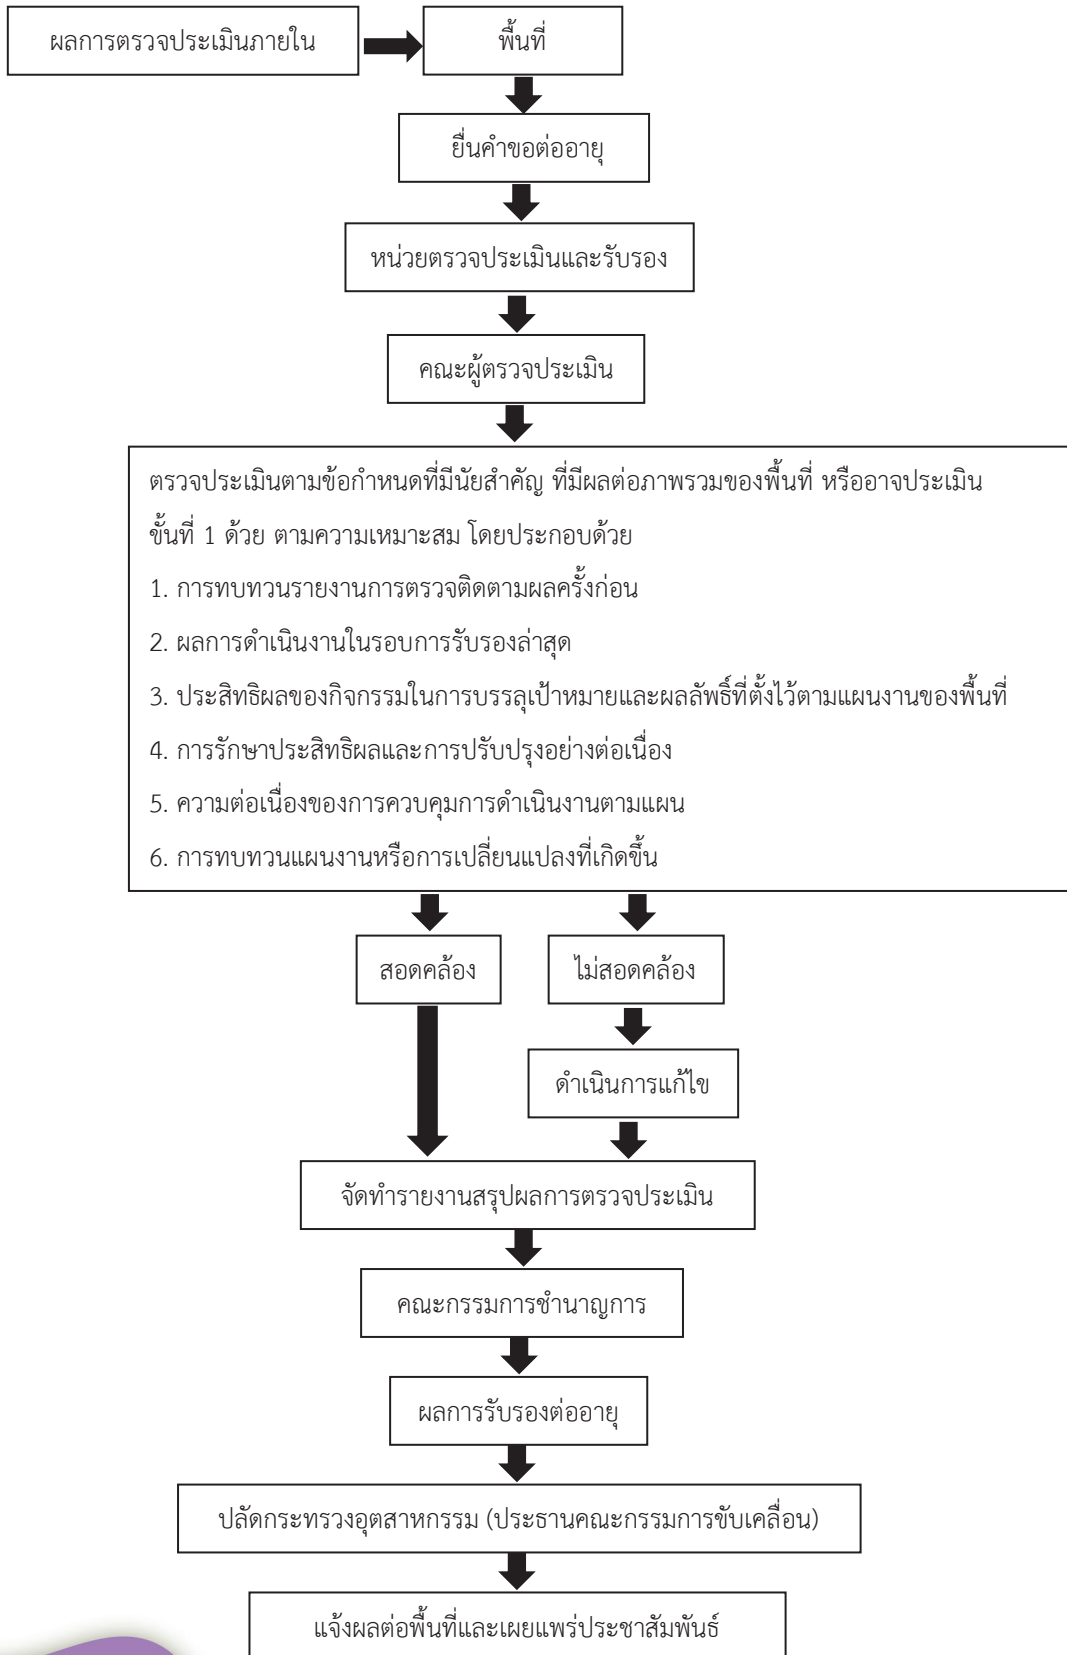 ผลการตรวจประเมินภายใน
พื้นที่
ยื่นคำขอต่ออายุ
หน่วยตรวจประเมินและรับรอง
คณะผู้ตรวจประเมิน
ตรวจประเมินตามข้อกำหนดที่มีนัยสำคัญ ที่มีผลต่อภาพรวมของพื้นที่ หรืออาจประเมิน
ขั้นที่ 1 ด้วย ตามความเหมาะสม โดยประกอบด้วย
1. การทบทวนรายงานการตรวจติดตามผลครั้งก่อน
2. ผลการดำเนินงานในรอบการรับรองล่าสุด
3. ประสิทธิผลของกิจกรรมในการบรรลุเป้าหมายและผลลัพธิ์ที่ตั้งไว้ตามแผนงานของพื้นที่
4. การรักษาประสิทธิผลและการปรับปรุงอย่างต่อเนื่อง
5. ความต่อเนื่องของการควบคุมการดำเนินงานตามแผน
6. การทบทวนแผนงานหรือการเปลี่ยนแปลงที่เกิดขึ้น
สอดคล้อง
ไม่สอดคล้อง
ดำเนินการแก้ไข
จัดทำรายงานสรุปผลการตรวจประเมิน
คณะกรรมการชำนาญการ
ผลการรับรองต่ออายุ
ปลัดกระทรวงอุตสาหกรรม (ประธานคณะกรรมการขับเคลื่อน)
แจ้งผลต่อพื้นที่และเผยแพร่ประชาสัมพันธ์